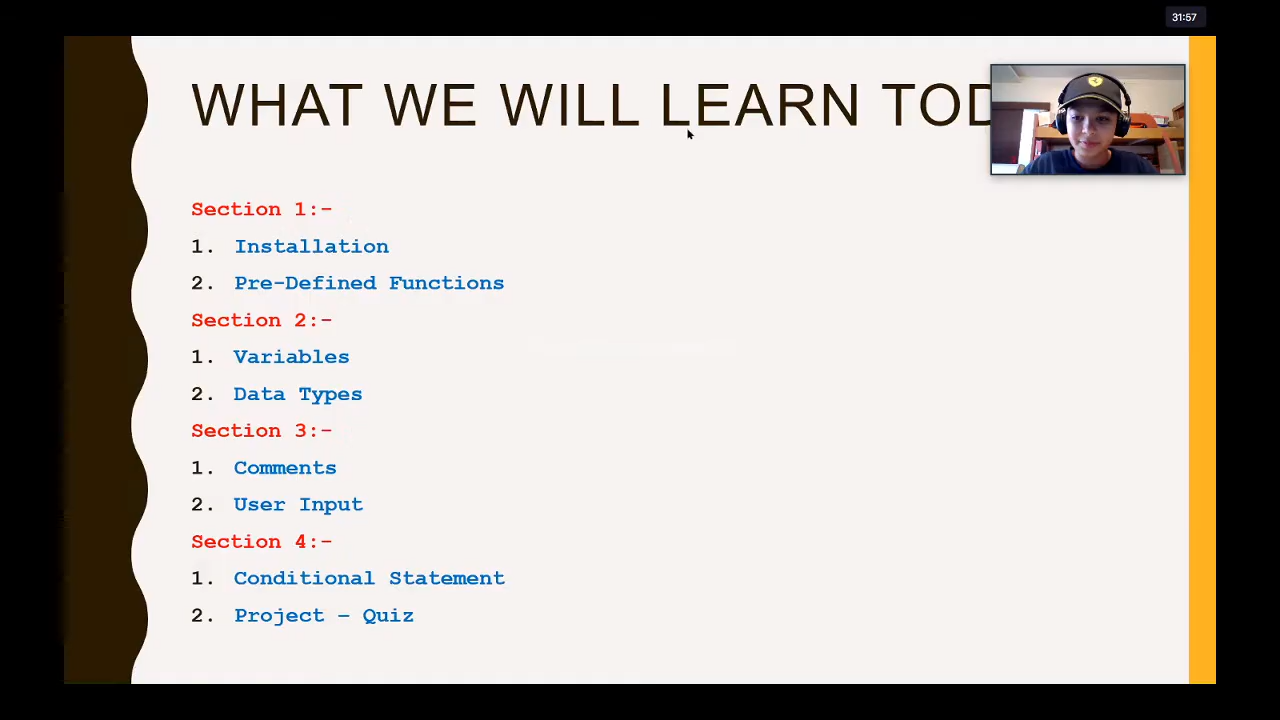 31:57
WHAT WE WILL LEARN TOD
Section 1:-
1. Installation
2. Pre-Defined Functions
Section 2:-
1. Variables
2. Data Types
Section 3:-
1. Comments
2. User Input
Section 4:-
1. Conditional Statement
2. Project – Quiz